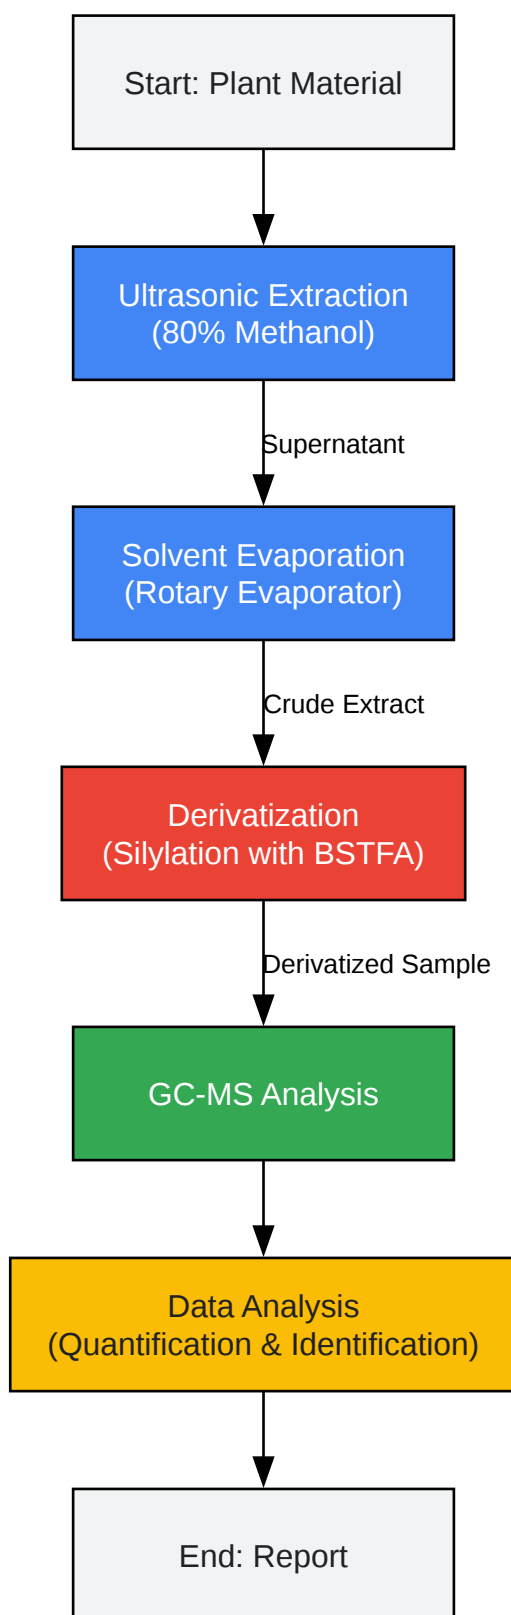 Start: Plant Material
Ultrasonic Extraction
(80% Methanol)
Supernatant
Solvent Evaporation
(Rotary Evaporator)
Crude Extract
Derivatization
(Silylation with BSTFA)
Derivatized Sample
GC-MS Analysis
Data Analysis
(Quantification & Identification)
End: Report